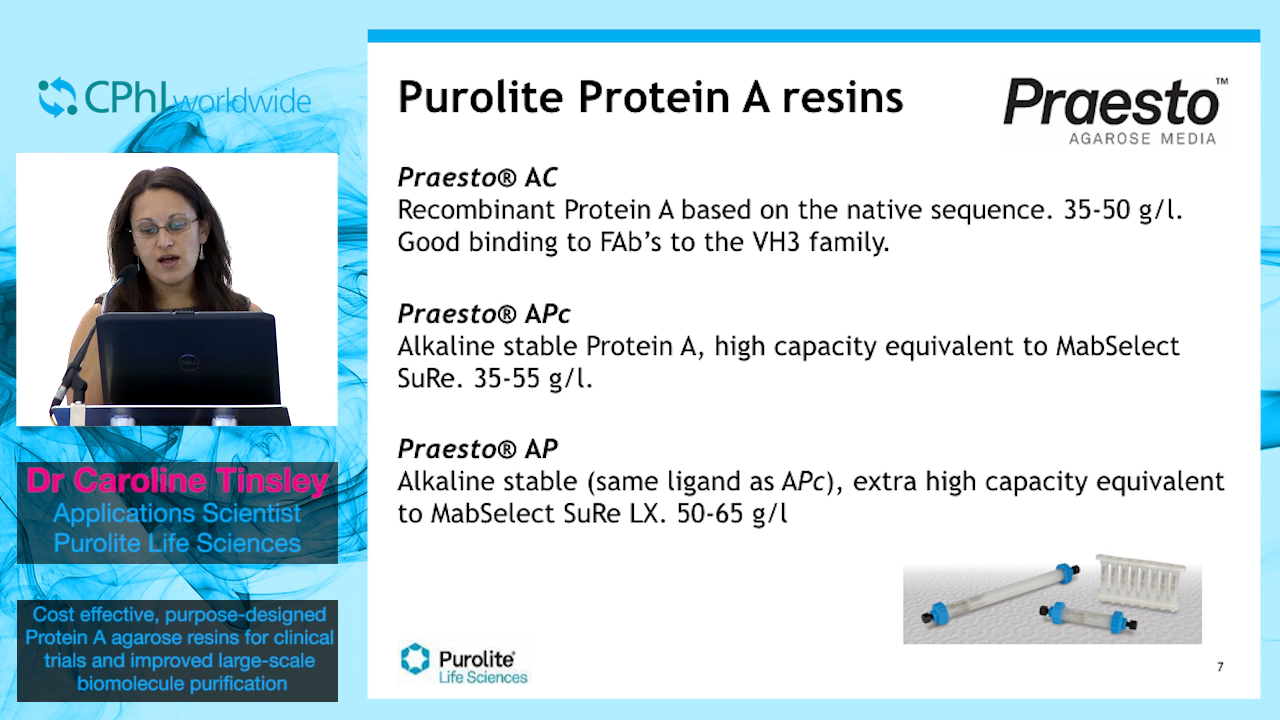 CPhI worldwide
DELL
Dr Caroline Tinsley
Applications Scientist
Purolite Life Sciences
Cost effective, purpose-designed
Protein A agarose resins for clinical
trials and improved large-scale
biomolecule purification
Purolite Protein A resins
Praesto™
AGAROSE MEDIA
Praesto® AC
Recombinant Protein A based on the native sequence. 35-50 g/l.
Good binding to FAb’s to the VH3 family.
Praesto® APc
Alkaline stable Protein A, high capacity equivalent to MabSelect
SuRe. 35-55 g/l.
Praesto® AP
Alkaline stable (same ligand as APc), extra high capacity equivalent
to MabSelect SuRe LX. 50-65 g/l
Purolite®
Life Sciences
7